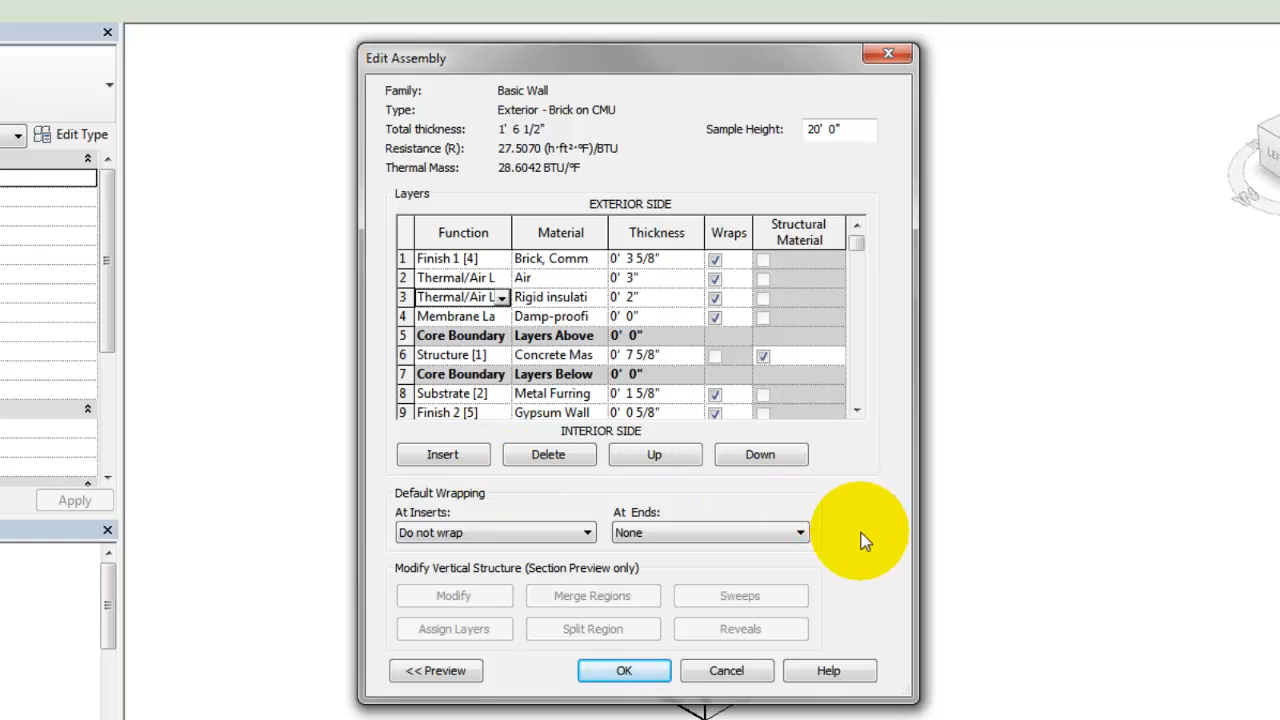 Edit Type
Apply
Edit Assembly
Family: Basic Wall
Type: Exterior - Brick on CMU
Total thickness: 1' 6 1/2"
Sample Height: 20' 0"
Resistance (R): 27.5070 (h·ft²·°F)/BTU
Thermal Mass: 28.6042 BTU/°F
Layers
EXTERIOR SIDE
Function Material Thickness Wraps Structural Material
1 Finish 1 [4] Brick, Comm 0' 3 5/8"
2 Thermal/Air L Air 0' 3"
3 Thermal/Air L Rigid insulati 0' 2"
4 Membrane La Damp-proofi 0' 0"
5 Core Boundary Layers Above 0' 0"
6 Structure [1] Concrete Mas 0' 7 5/8"
7 Core Boundary Layers Below 0' 0"
8 Substrate [2] Metal Furring 0' 1 5/8"
9 Finish 2 [5] Gypsum Wall 0' 0 5/8"
INTERIOR SIDE
Insert Delete Up Down
Default Wrapping
At Inserts: At Ends:
Do not wrap None
Modify Vertical Structure (Section Preview only)
Modify Merge Regions Sweeps
Assign Layers Split Region Reveals
<< Preview OK Cancel Help